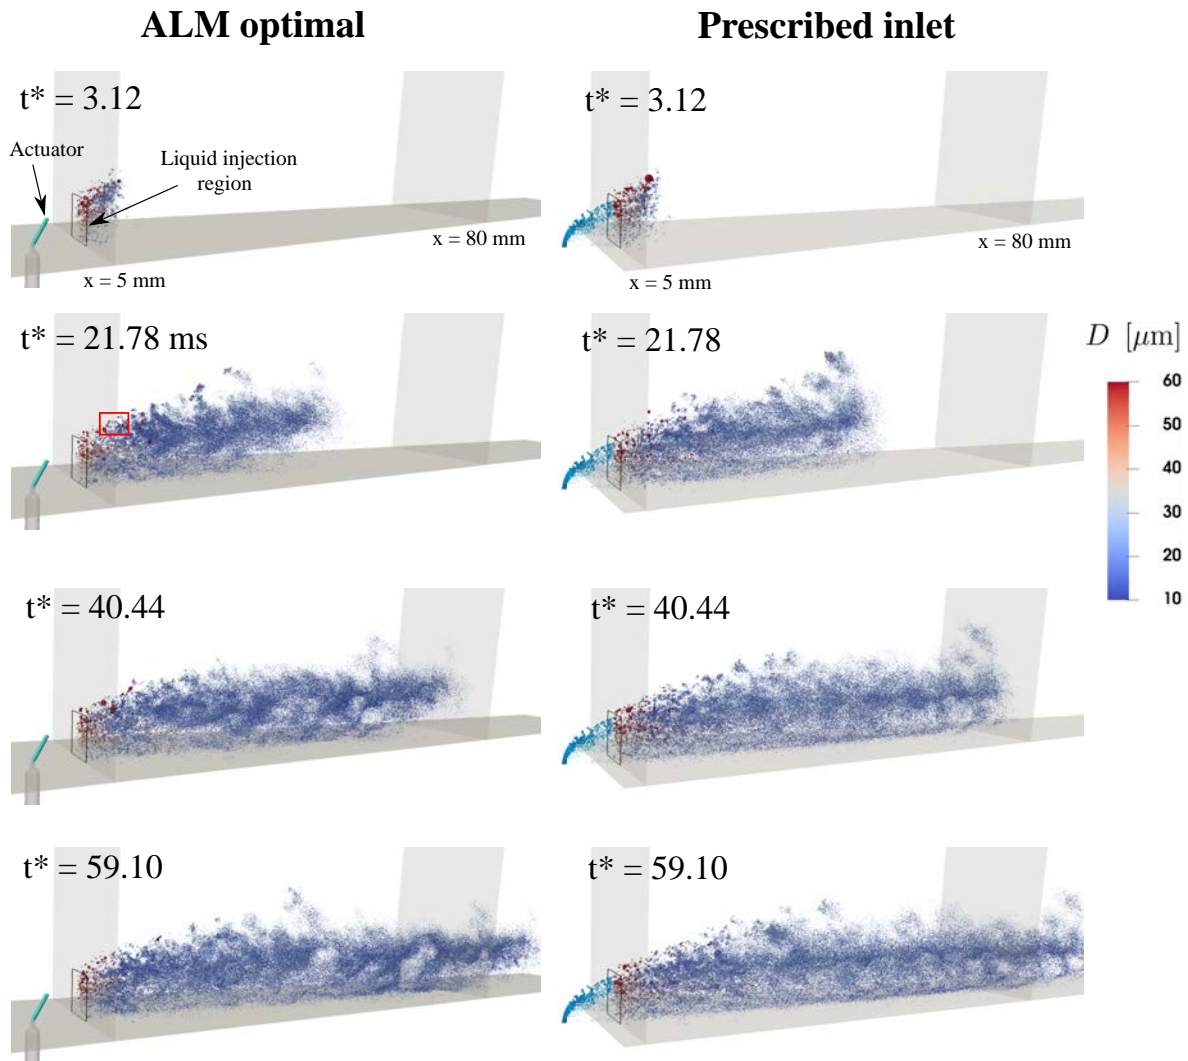 ALM optimal
Prescribed inlet
t* = 3.12
t* = 3.12
Actuator
Liquid injection
region
x = 80 mm
x = 80 mm
x = 5 mm
x = 5 mm
t* = 21.78 ms
t* = 21.78
D [μm]
60
50
40
30
20
10
t* = 40.44
t* = 40.44
t* = 59.10
t* = 59.10